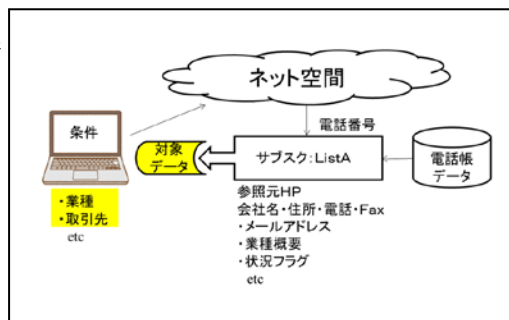 ネット空間
条件
電話番号
対象
データ
サブスク:ListA
電話帳
データ
・業種
・取引先
etc
参照元HP
会社名・住所・電話・Fax
・メールアドレス
・業種概要
・状況フラグ
etc